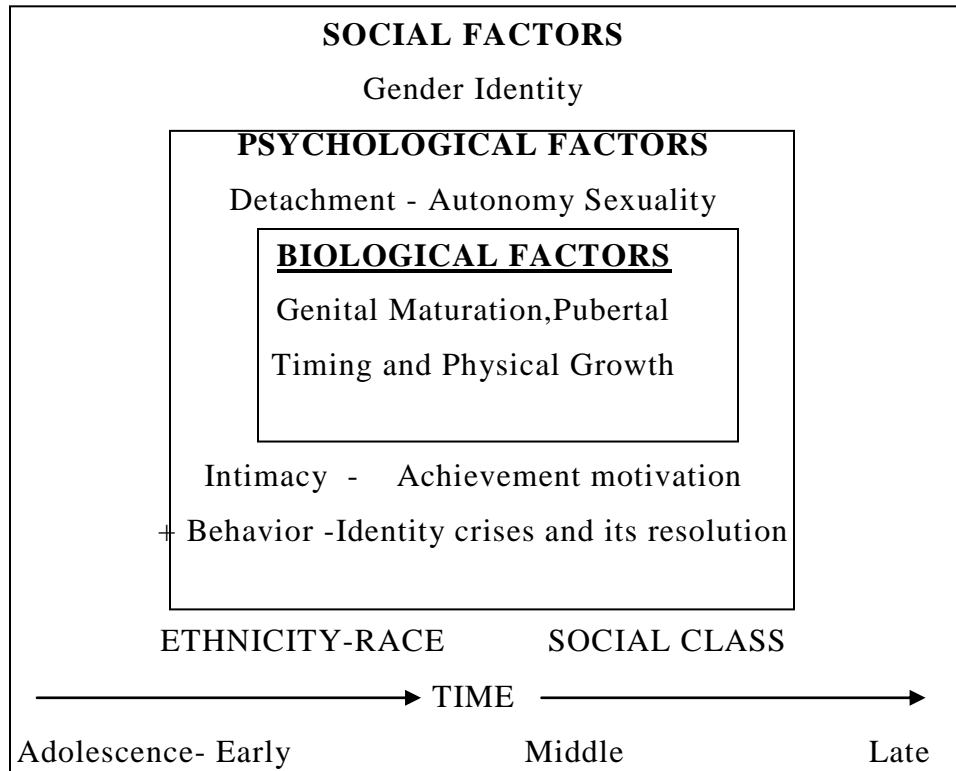 SOCIAL FACTORS
Gender Identity
PSYCHOLOGICAL FACTORS
Detachment - Autonomy Sexuality
BIOLOGICAL FACTORS
Genital Maturation,Pubertal
Timing and Physical Growth
Intimacy - Achievement motivation
+ Behavior -Identity crises and its resolution
ETHNICITY-RACE SOCIAL CLASS
TIME
Adolescence- Early Middle Late